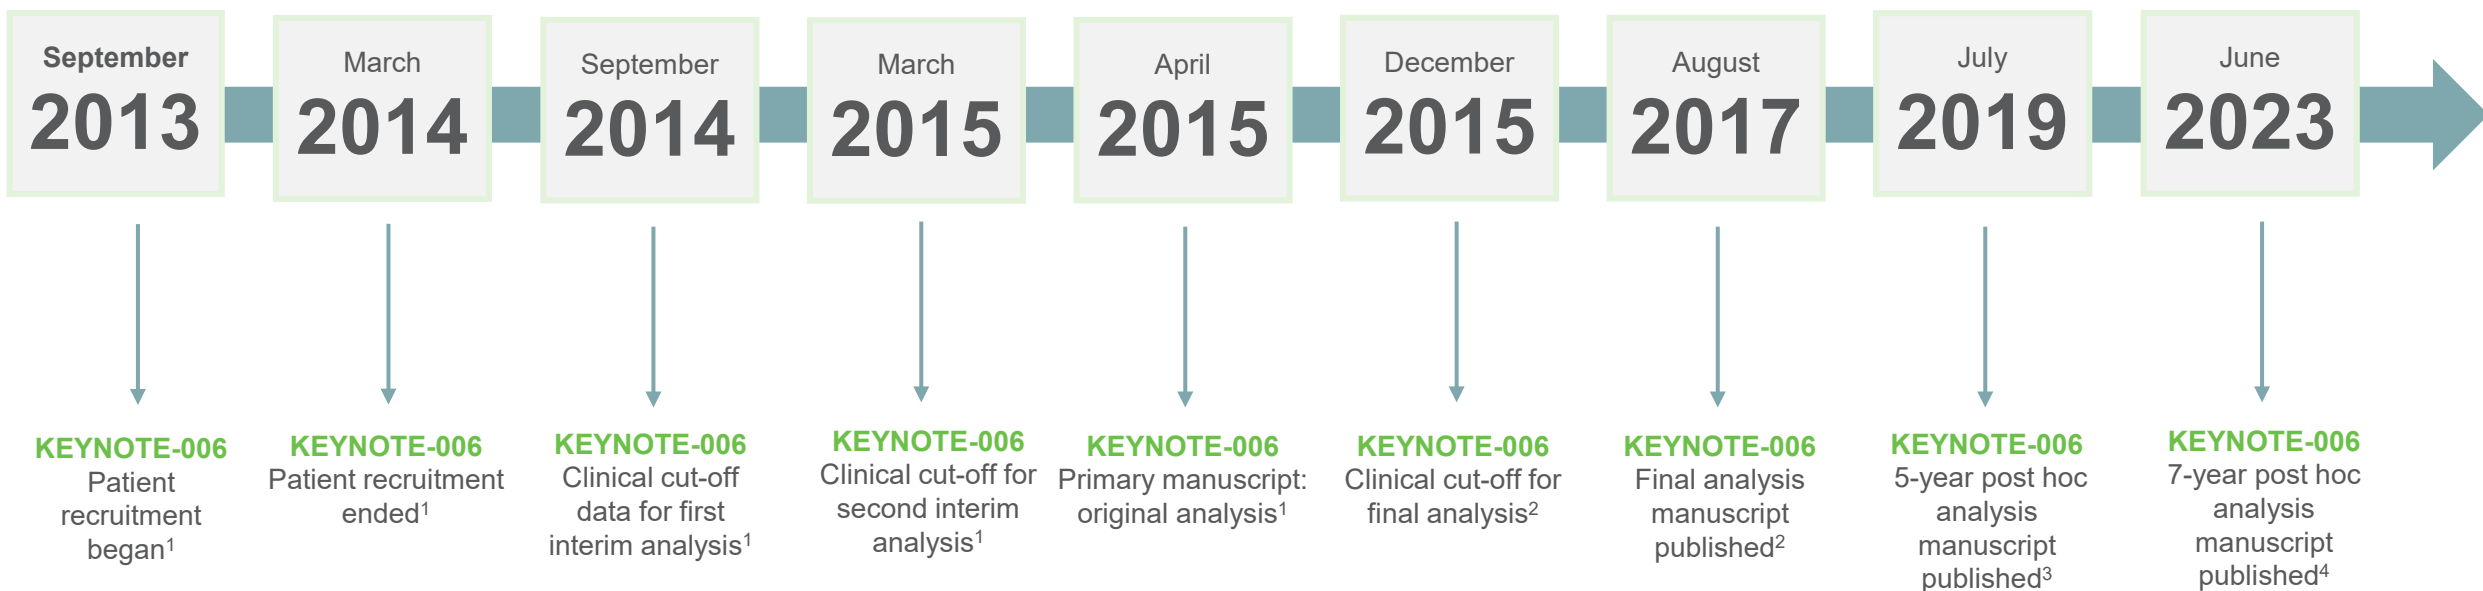 September
2013
March
2014
September
2014
March
2015
April
2015
December
2015
August
2017
July
2019
June
2023
KEYNOTE-006
Patient
recruitment
began¹
KEYNOTE-006
Patient recruitment
ended¹
KEYNOTE-006
Clinical cut-off
data for first
interim analysis¹
KEYNOTE-006
Clinical cut-off for
second interim
analysis¹
KEYNOTE-006
Primary manuscript:
original analysis¹
KEYNOTE-006
Clinical cut-off for
final analysis²
KEYNOTE-006
Final analysis
manuscript
published²
KEYNOTE-006
5-year post hoc
analysis
manuscript
published³
KEYNOTE-006
7-year post hoc
analysis
manuscript
published⁴